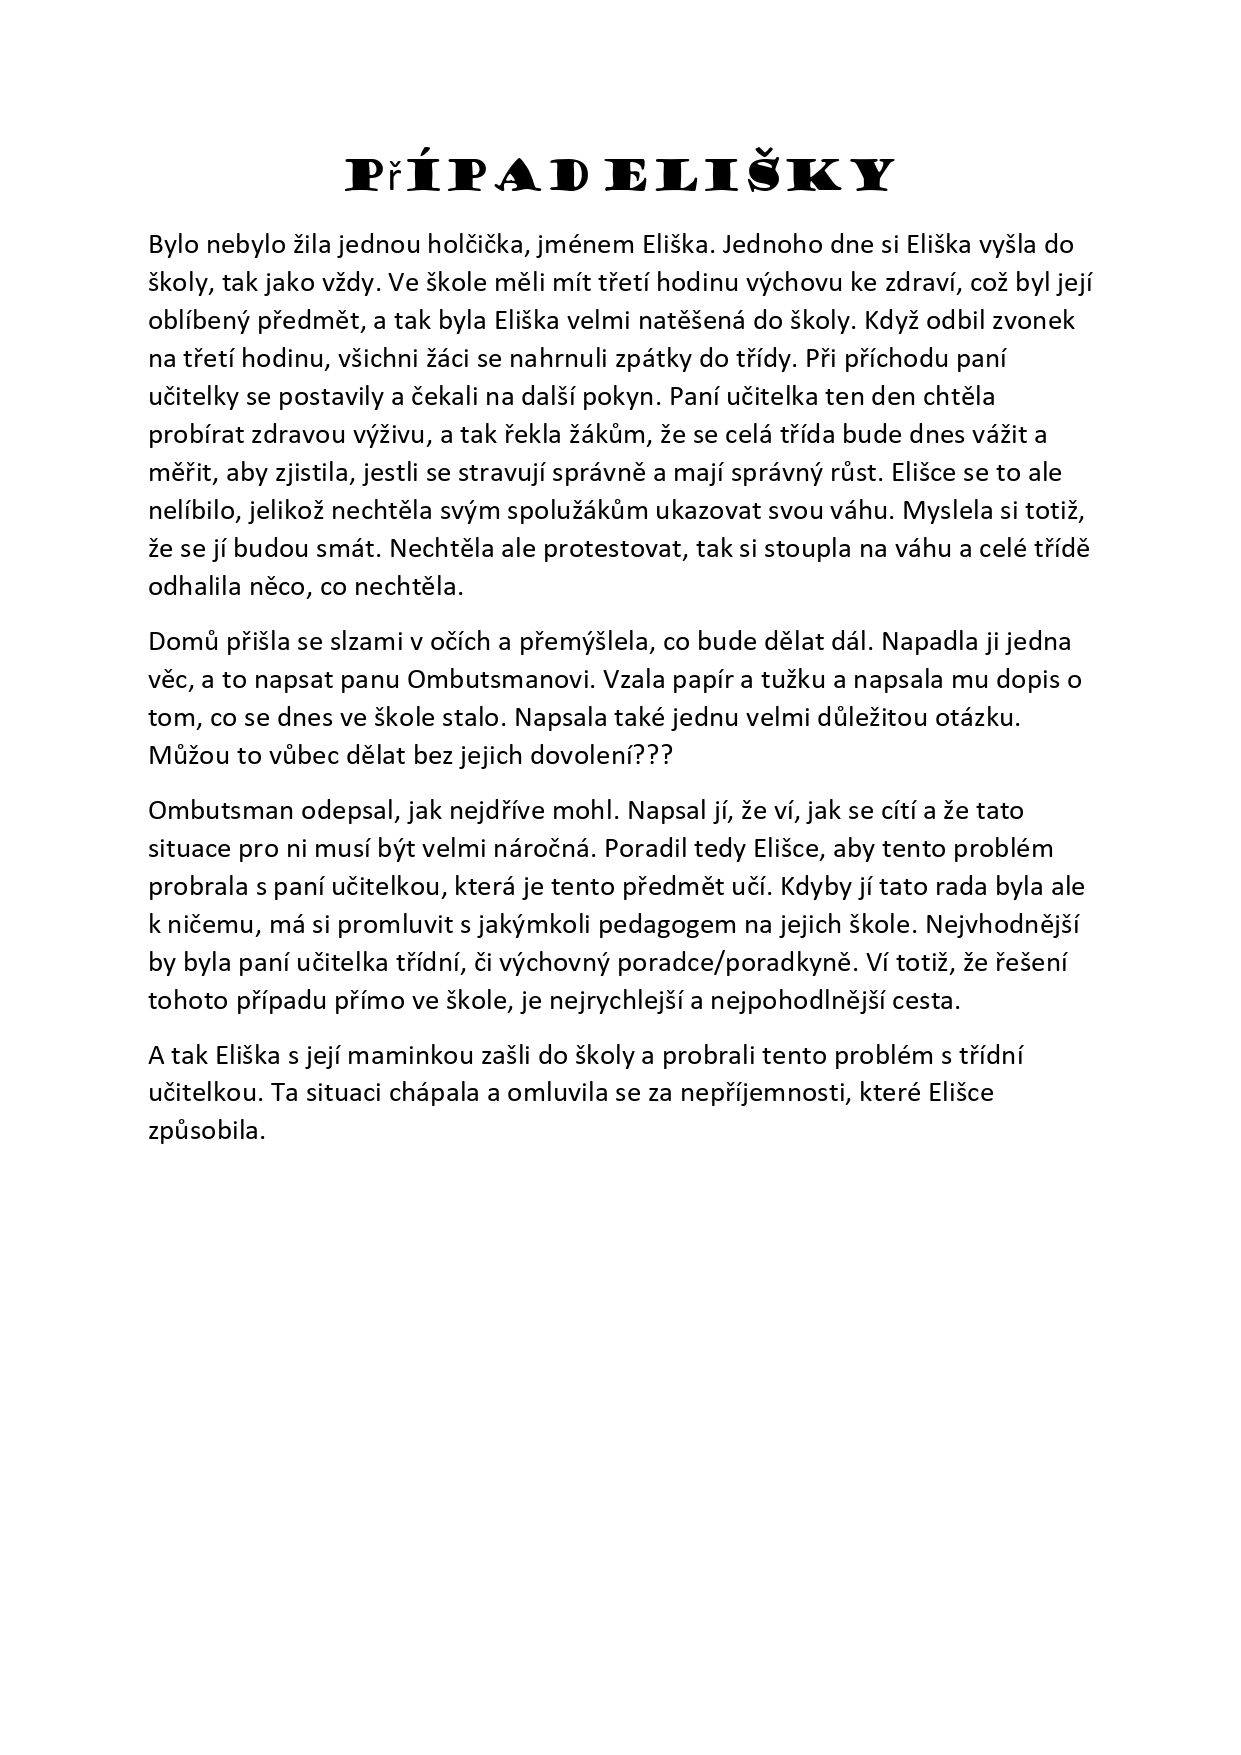 PříPAD ELIŠKY
Bylo nebylo žila jednou holčička, jménem Eliška. Jednoho dne si Eliška vyšla do
školy, tak jako vždy. Ve škole měli mít třetí hodinu výchovu ke zdraví, což byl její
oblíbený předmět, a tak byla Eliška velmi natěšená do školy. Když odbil zvonek
na třetí hodinu, všichni žáci se nahrnuli zpátky do třídy. Při příchodu paní
učitelky se postavily a čekali na další pokyn. Paní učitelka ten den chtěla
probírat zdravou výživu, a tak řekla žákům, že se celá třída bude dnes vážit a
měřit, aby zjistila, jestli se stravují správně a mají správný růst. Elišce se to ale
nelíbilo, jelikož nechtěla svým spolužákům ukazovat svou váhu. Myslela si totiž,
že se jí budou smát. Nechtěla ale protestovat, tak si stoupla na váhu a celé třídě
odhalila něco, co nechtěla.
Domů přišla se slzami v očích a přemýšlela, co bude dělat dál. Napadla ji jedna
věc, a to napsat panu Ombutsmanovi. Vzala papír a tužku a napsala mu dopis o
tom, co se dnes ve škole stalo. Napsala také jednu velmi důležitou otázku.
Můžou to vůbec dělat bez jejich dovolení???
Ombutsman odepsal, jak nejdříve mohl. Napsal jí, že ví, jak se cítí a že tato
situace pro ni musí být velmi náročná. Poradil tedy Elišce, aby tento problém
probrala s paní učitelkou, která je tento předmět učí. Kdyby jí tato rada byla ale
k ničemu, má si promluvit s jakýmkoli pedagogem na jejich škole. Nejvhodnější
by byla paní učitelka třídní, či výchovný poradce/poradkyně. Ví totiž, že řešení
tohoto případu přímo ve škole, je nejrychlejší a nejpohodlnější cesta.
A tak Eliška s její maminkou zašli do školy a probrali tento problém s třídní
učitelkou. Ta situaci chápala a omluvila se za nepříjemnosti, které Elišce
způsobila.